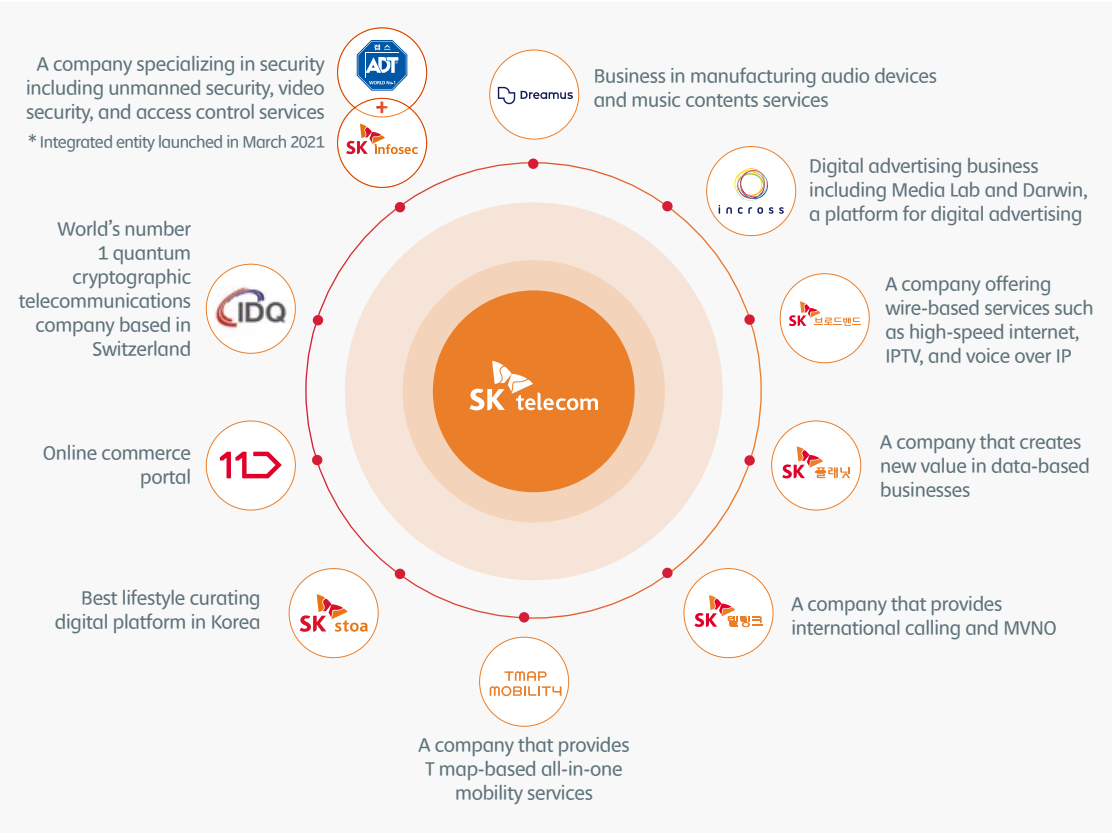 A company specializing in security
including unmanned security, video
security, and access control services
* Integrated entity launched in March 2021
캡스
ADT
WORLD No.1
+
SK infosec
Dreamus
Business in manufacturing audio devices
and music contents services
incross
Digital advertising business
including Media Lab and Darwin,
a platform for digital advertising
World's number
1 quantum
cryptographic
telecommunications
company based in
Switzerland
IDQ
SK 브로드밴드
A company offering
wire-based services such
as high-speed internet,
IPTV, and voice over IP
SK telecom
Online commerce
portal
11
SK 플래닛
A company that creates
new value in data-based
businesses
Best lifestyle curating
digital platform in Korea
SK stoa
SK 텔링크
A company that provides
international calling and MVNO
TMAP
MOBILITY
A company that provides
T map-based all-in-one
mobility services